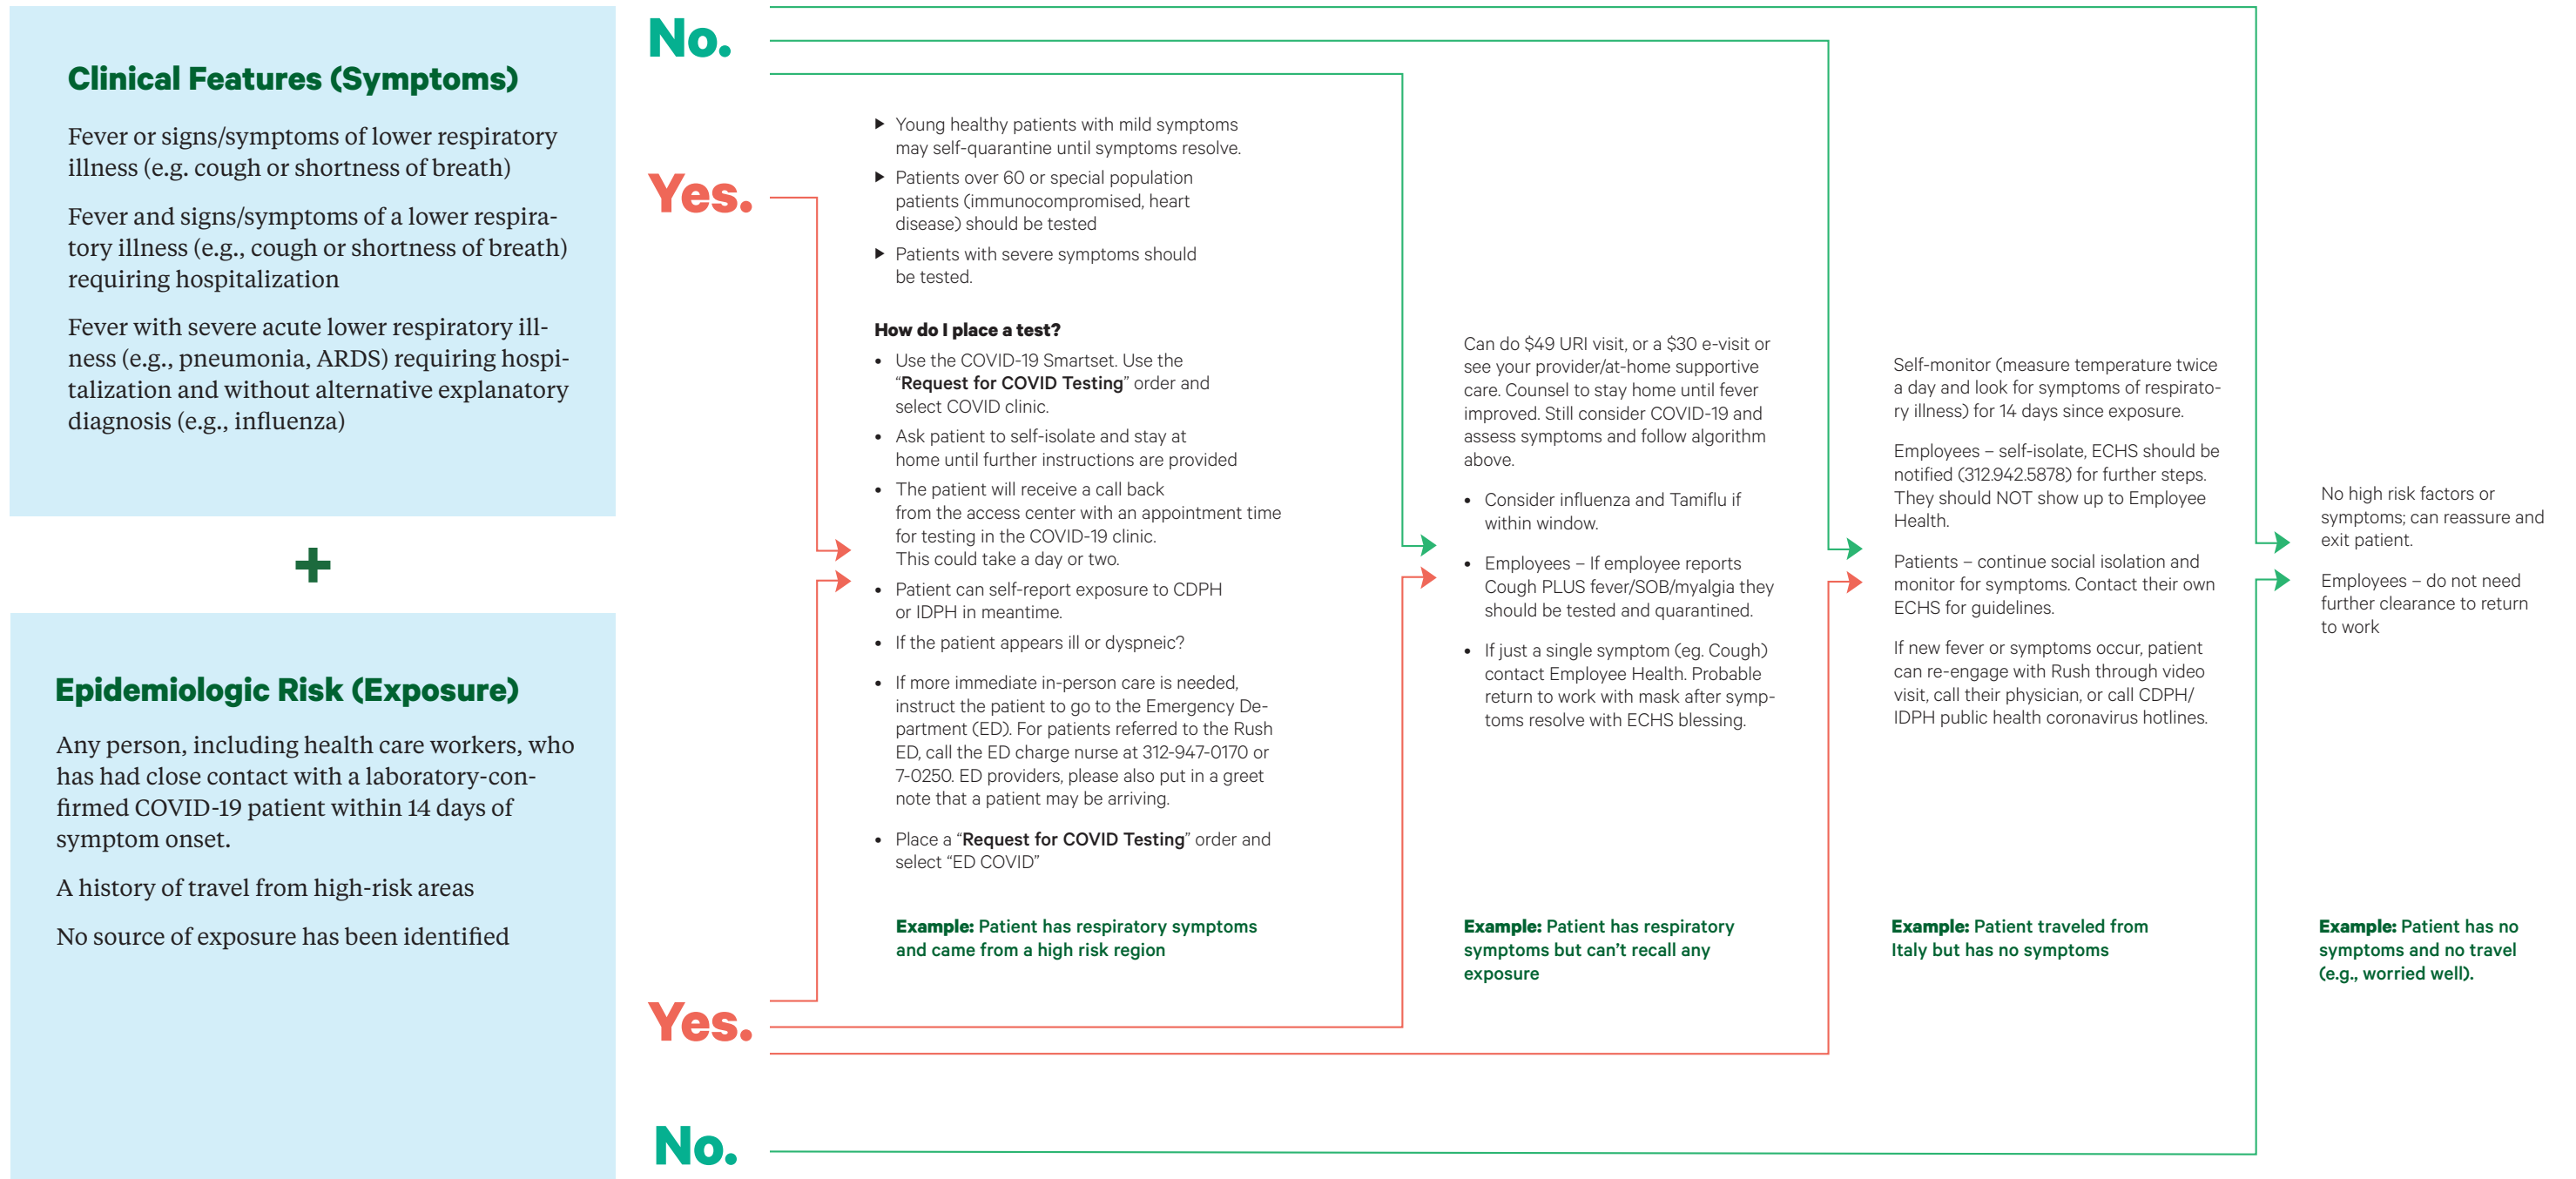 Clinical Features (Symptoms)
Fever or signs/symptoms of lower respiratory
illness (e.g. cough or shortness of breath)
Fever and signs/symptoms of a lower respira-
tory illness (e.g., cough or shortness of breath)
requiring hospitalization
Fever with severe acute lower respiratory ill-
ness (e.g., pneumonia, ARDS) requiring hospi-
talization and without alternative explanatory
diagnosis (e.g., influenza)
+
Epidemiologic Risk (Exposure)
Any person, including health care workers, who
has had close contact with a laboratory-con-
firmed COVID-19 patient within 14 days of
symptom onset.
A history of travel from high-risk areas
No source of exposure has been identified
No.
Yes.
Yes.
No.
▶ Young healthy patients with mild symptoms
may self-quarantine until symptoms resolve.
▶ Patients over 60 or special population
patients (immunocompromised, heart
disease) should be tested
▶ Patients with severe symptoms should
be tested.
How do I place a test?
• Use the COVID-19 Smartset. Use the
“Request for COVID Testing” order and
select COVID clinic.
• Ask patient to self-isolate and stay at
home until further instructions are provided
• The patient will receive a call back
from the access center with an appointment time
for testing in the COVID-19 clinic.
This could take a day or two.
• Patient can self-report exposure to CDPH
or IDPH in meantime.
• If the patient appears ill or dyspneic?
• If more immediate in-person care is needed,
instruct the patient to go to the Emergency De-
partment (ED). For patients referred to the Rush
ED, call the ED charge nurse at 312-947-0170 or
7-0250. ED providers, please also put in a greet
note that a patient may be arriving.
• Place a “Request for COVID Testing” order and
select “ED COVID”
Example: Patient has respiratory symptoms
and came from a high risk region
Can do $49 URI visit, or a $30 e-visit or
see your provider/at-home supportive
care. Counsel to stay home until fever
improved. Still consider COVID-19 and
assess symptoms and follow algorithm
above.
• Consider influenza and Tamiflu if
within window.
• Employees – If employee reports
Cough PLUS fever/SOB/myalgia they
should be tested and quarantined.
• If just a single symptom (eg. Cough)
contact Employee Health. Probable
return to work with mask after symp-
toms resolve with ECHS blessing.
Example: Patient has respiratory
symptoms but can’t recall any
exposure
Self-monitor (measure temperature twice
a day and look for symptoms of respirato-
ry illness) for 14 days since exposure.
Employees – self-isolate, ECHS should be
notified (312.942.5878) for further steps.
They should NOT show up to Employee
Health.
Patients – continue social isolation and
monitor for symptoms. Contact their own
ECHS for guidelines.
If new fever or symptoms occur, patient
can re-engage with Rush through video
visit, call their physician, or call CDPH/
IDPH public health coronavirus hotlines.
Example: Patient traveled from
Italy but has no symptoms
No high risk factors or
symptoms; can reassure and
exit patient.
Employees – do not need
further clearance to return
to work
Example: Patient has no
symptoms and no travel
(e.g., worried well).